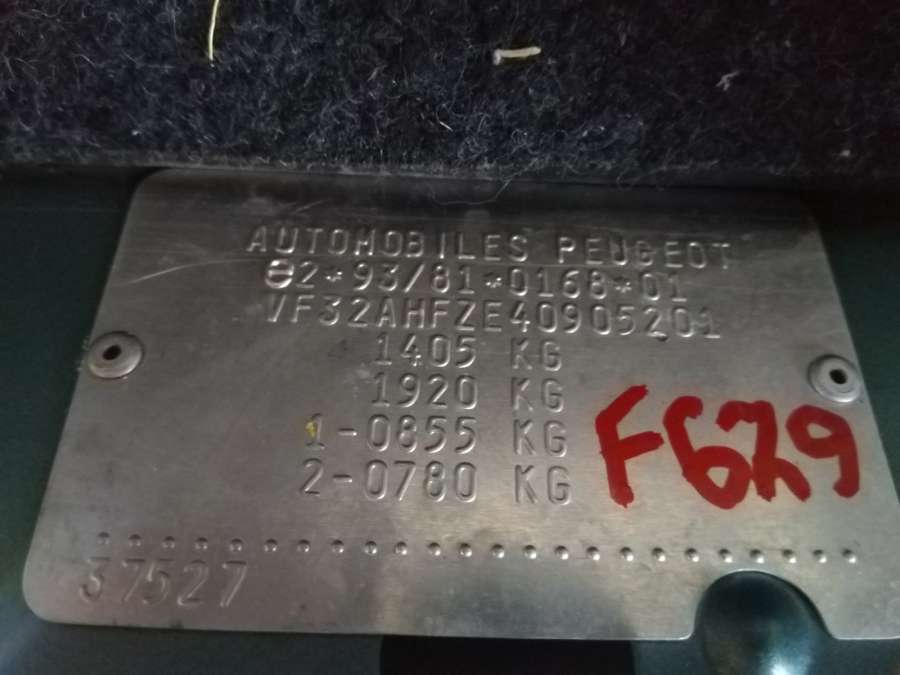 AUTOMOBILES PEUGEOT
e2*93/81*0168*01
VF32AHFZE40905201
1405 KG
1920 KG
1-0855 KG
2-0780 KG
F679
37527